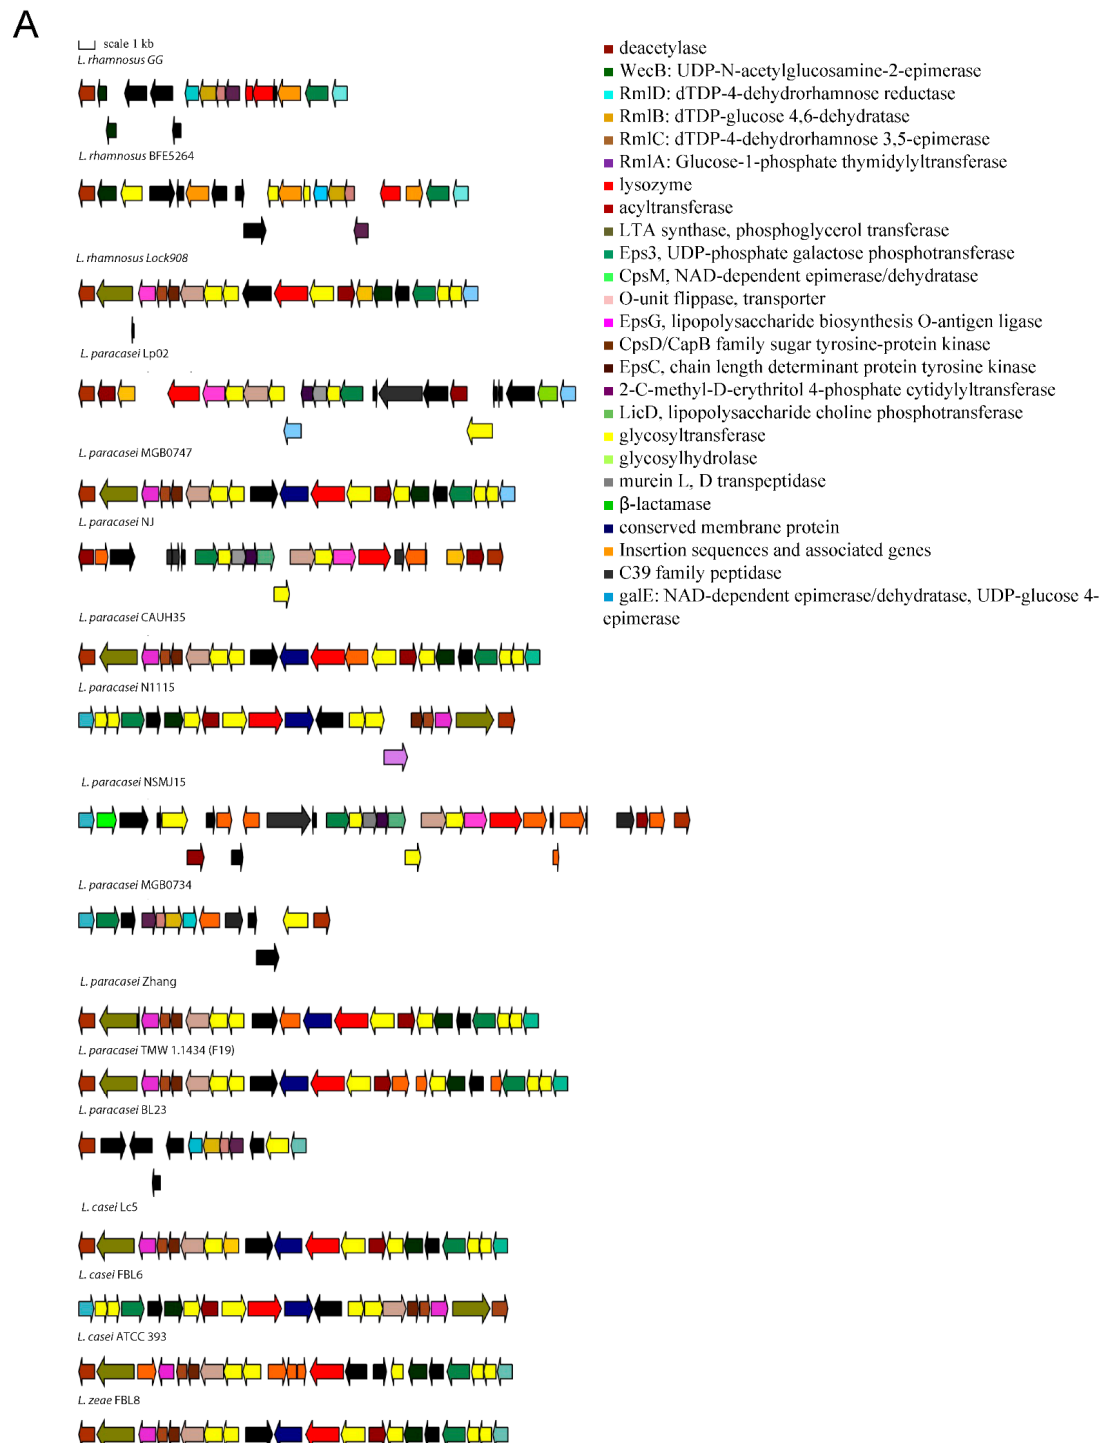 A
scale 1 kb
L. rhamnosus GG
L. rhamnosus BFE5264
L. rhamnosus Lock908
L. paracasei Lp02
L. paracasei MGB0747
L. paracasei NJ
L. paracasei CAUH35
L. paracasei N1115
L. paracasei NSMJ15
L. paracasei MGB0734
L. paracasei Zhang
L. paracasei TMW 1.1434 (F19)
L. paracasei BL23
L. casei Lc5
L. casei FBL6
L. casei ATCC 393
L. zeae FBL8
deacetylase
WecB: UDP-N-acetylglucosamine-2-epimerase
RmlD: dTDP-4-dehydrorhamnose reductase
RmlB: dTDP-glucose 4,6-dehydratase
RmlC: dTDP-4-dehydrorhamnose 3,5-epimerase
RmlA: Glucose-1-phosphate thymidylyltransferase
lysozyme
acyltransferase
LTA synthase, phosphoglycerol transferase
Eps3, UDP-phosphate galactose phosphotransferase
CpsM, NAD-dependent epimerase/dehydratase
O-unit flippase, transporter
EpsG, lipopolysaccharide biosynthesis O-antigen ligase
CpsD/CapB family sugar tyrosine-protein kinase
EpsC, chain length determinant protein tyrosine kinase
2-C-methyl-D-erythritol 4-phosphate cytidylyltransferase
LicD, lipopolysaccharide choline phosphotransferase
glycosyltransferase
glycosylhydrolase
murein L, D transpeptidase
β-lactamase
conserved membrane protein
Insertion sequences and associated genes
C39 family peptidase
galE: NAD-dependent epimerase/dehydratase, UDP-glucose 4-
epimerase